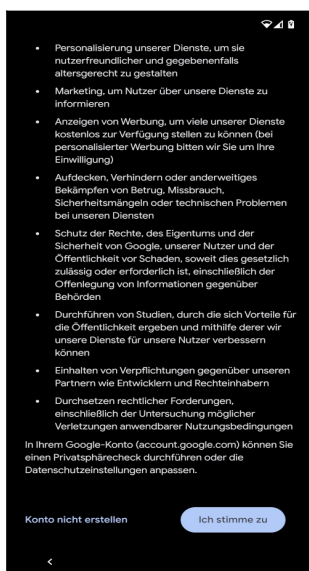 • Personalisierung unserer Dienste, um sie
nutzerfreundlicher und gegebenenfalls
altersgerecht zu gestalten
• Marketing, um Nutzer über unsere Dienste zu
informieren
• Anzeigen von Werbung, um viele unserer Dienste
kostenlos zur Verfügung stellen zu können (bei
personalisierter Werbung bitten wir Sie um Ihre
Einwilligung)
• Aufdecken, Verhindern oder anderweitiges
Bekämpfen von Betrug, Missbrauch,
Sicherheitsmängeln oder technischen Problemen
bei unseren Diensten
• Schutz der Rechte, des Eigentums und der
Sicherheit von Google, unserer Nutzer und der
Öffentlichkeit vor Schaden, soweit dies gesetzlich
zulässig oder erforderlich ist, einschließlich der
Offenlegung von Informationen gegenüber
Behörden
• Durchführen von Studien, durch die sich Vorteile für
die Öffentlichkeit ergeben und mithilfe derer wir
unsere Dienste für unsere Nutzer verbessern
können
• Einhalten von Verpflichtungen gegenüber unseren
Partnern wie Entwicklern und Rechteinhabern
• Durchsetzen rechtlicher Forderungen,
einschließlich der Untersuchung möglicher
Verletzungen anwendbarer Nutzungsbedingungen
In Ihrem Google-Konto (account.google.com) können Sie
einen Privatsphärecheck durchführen oder die
Datenschutzeinstellungen anpassen.
Konto nicht erstellen
Ich stimme zu